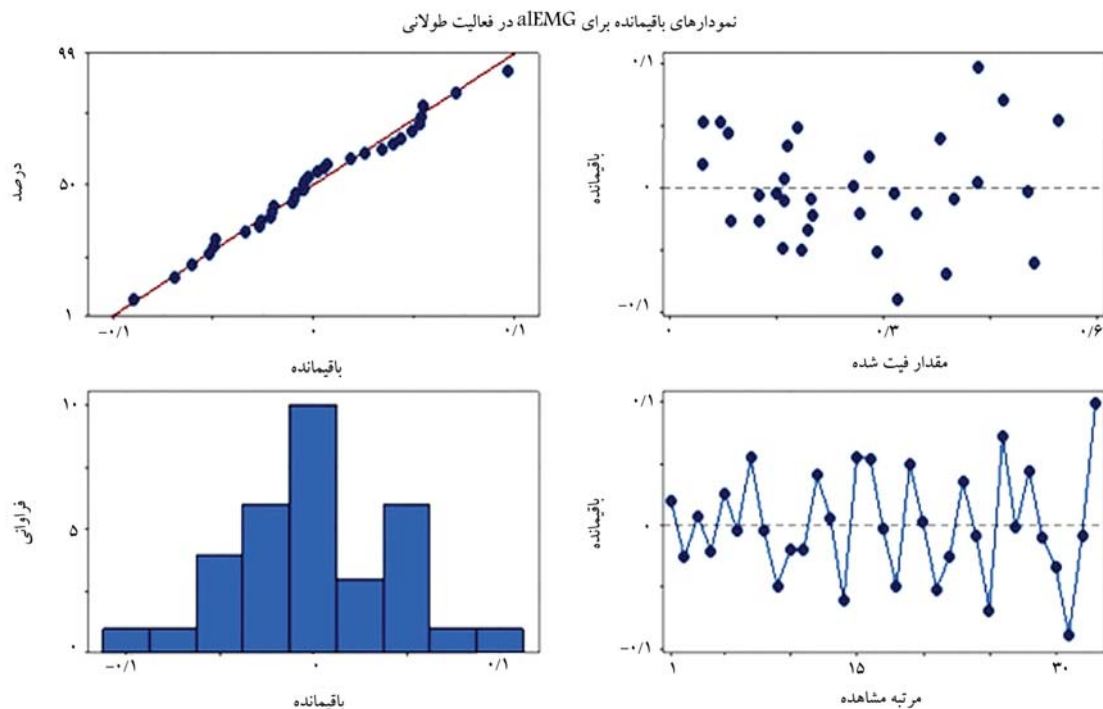 نمودارهای باقیمانده برای alEMG در فعالیت طولانی
۹۹
۵۰
۱
درصد
−۰/۱
۰
۰/۱
باقیمانده
۰/۱
۰
−۰/۱
باقیمانده
۰
۰/۳
۰/۶
مقدار فیت شده
۱۰
۵
۰
فراوانی
−۰/۱
۰
۰/۱
باقیمانده
۰/۱
۰
−۰/۱
باقیمانده
۱
۱۵
۳۰
مرتبه مشاهده